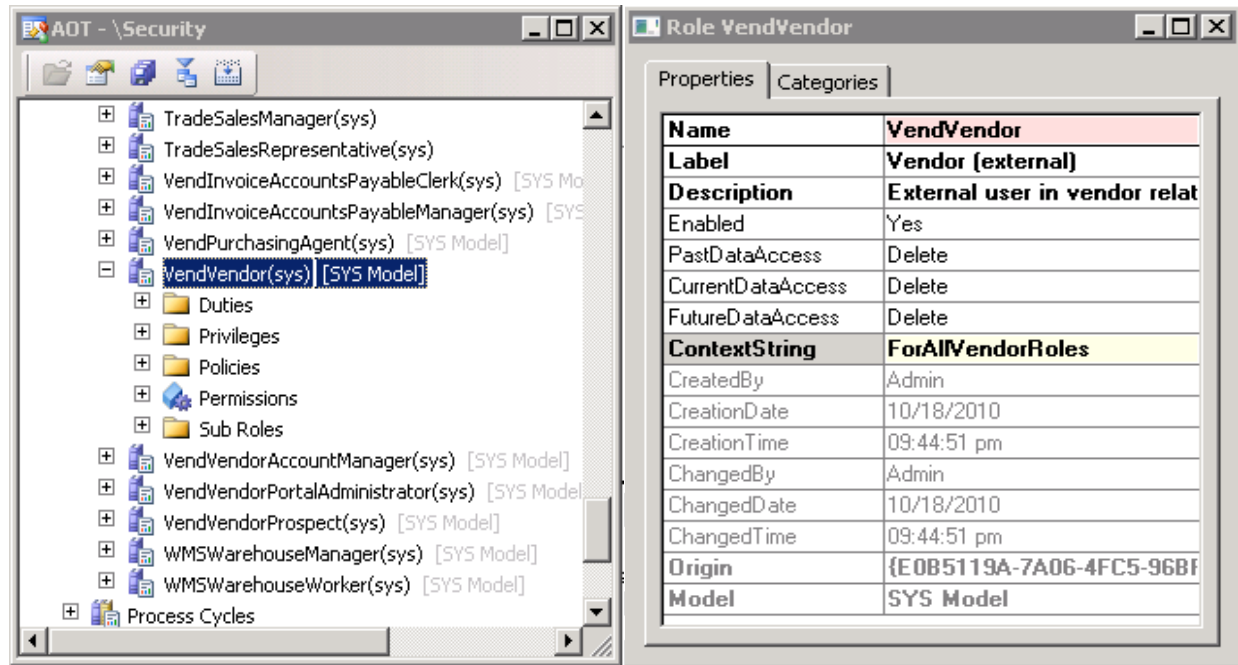 AOT - \Security
TradeSalesManager(sys)
TradeSalesRepresentative(sys)
VendInvoiceAccountsPayableClerk(sys) [SYS Mo
VendInvoiceAccountsPayableManager(sys) [SYS
VendPurchasingAgent(sys) [SYS Model]
VendVendor(sys) [SYS Model]
Duties
Privileges
Policies
Permissions
Sub Roles
VendVendorAccountManager(sys) [SYS Model]
VendVendorPortalAdministrator(sys) [SYS Model
VendVendorProspect(sys) [SYS Model]
WMSWarehouseManager(sys) [SYS Model]
WMSWarehouseWorker(sys) [SYS Model]
Process Cycles
Role VendVendor
Properties Categories
Name VendVendor
Label Vendor (external)
Description External user in vendor relat
Enabled Yes
PastDataAccess Delete
CurrentDataAccess Delete
FutureDataAccess Delete
ContextString ForAllVendorRoles
CreatedBy Admin
CreationDate 10/18/2010
CreationTime 09:44:51 pm
ChangedBy Admin
ChangedDate 10/18/2010
ChangedTime 09:44:51 pm
Origin {E0B5119A-7A06-4FC5-96BF
Model SYS Model